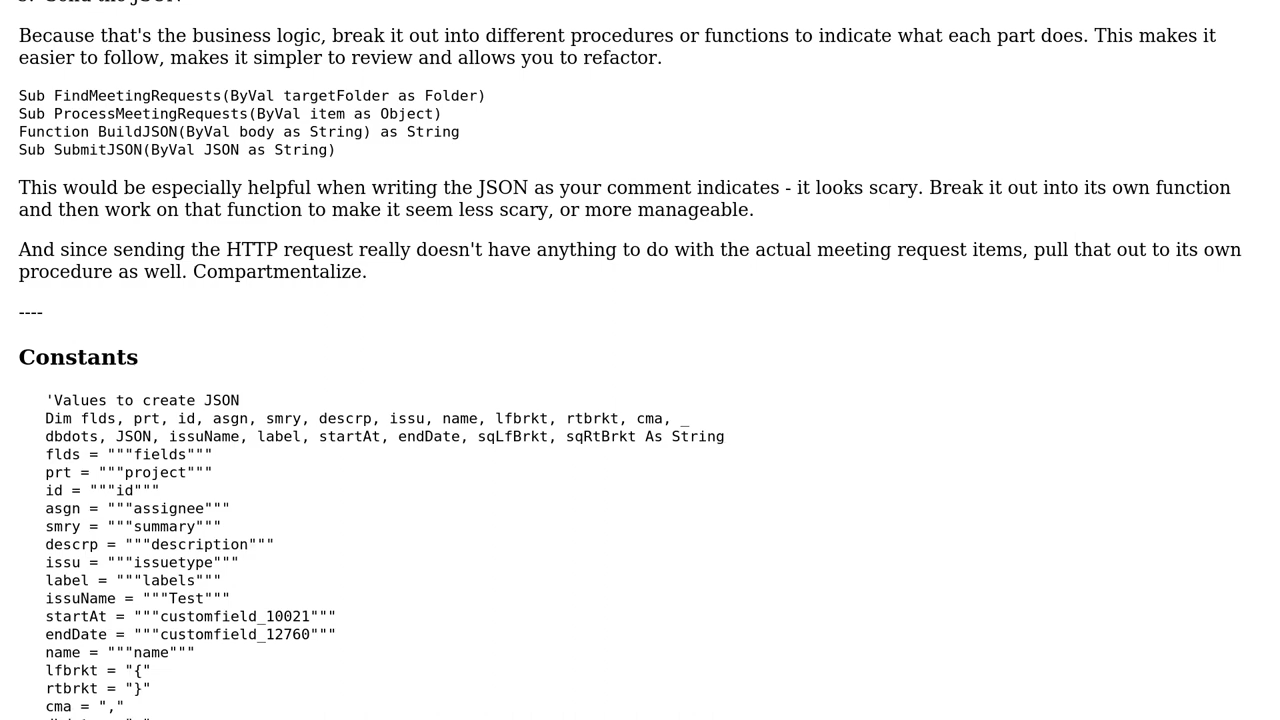 Because that's the business logic, break it out into different procedures or functions to indicate what each part does. This makes it
easier to follow, makes it simpler to review and allows you to refactor.
Sub FindMeetingRequests(ByVal targetFolder as Folder)
Sub ProcessMeetingRequests(ByVal item as Object)
Function BuildJSON(ByVal body as String) as String
Sub SubmitJSON(ByVal JSON as String)
This would be especially helpful when writing the JSON as your comment indicates - it looks scary. Break it out into its own function
and then work on that function to make it seem less scary, or more manageable.
And since sending the HTTP request really doesn't have anything to do with the actual meeting request items, pull that out to its own
procedure as well. Compartmentalize.
----
Constants
'Values to create JSON
Dim flds, prt, id, asgn, smry, descrp, issu, name, lfbrkt, rtbrkt, cma, _
dbdots, JSON, issuName, label, startAt, endDate, sqLfBrkt, sqRtBrkt As String
flds = """fields"""
prt = """project"""
id = """id"""
asgn = """assignee"""
smry = """summary"""
descrp = """description"""
issu = """issuetype"""
label = """labels"""
issuName = """Test"""
startAt = """customfield_10021"""
endDate = """customfield_12760"""
name = """name"""
lfbrkt = "{"
rtbrkt = "}"
cma = ","